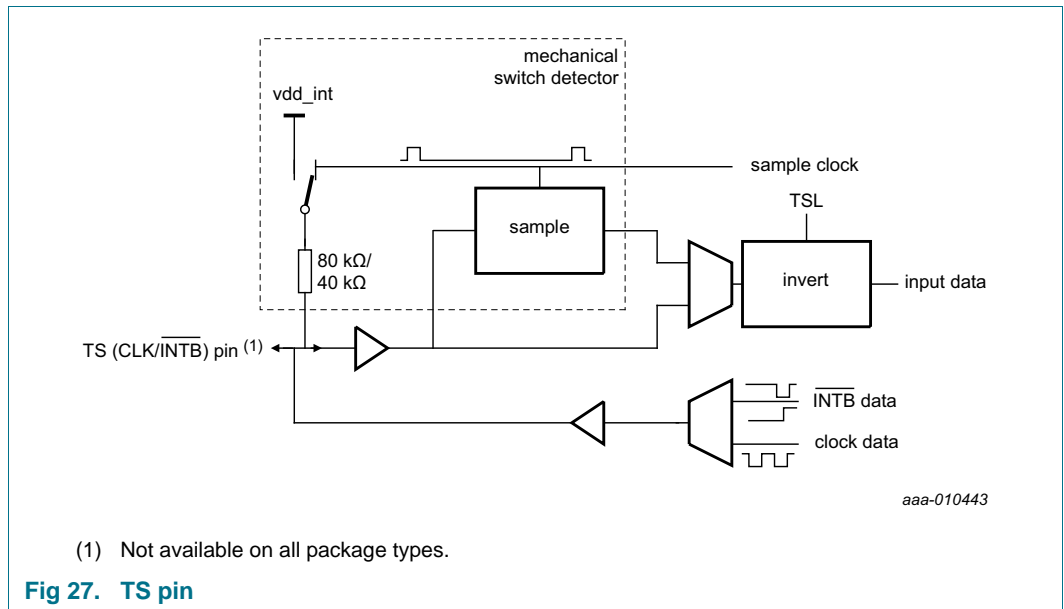 mechanical
switch detector
vdd_int
sample clock
TSL
sample
80 kΩ/
40 kΩ
invert
input data
TS (CLK/INTB) pin (1)
INTB data
clock data
aaa-010443
(1) Not available on all package types.
Fig 27. TS pin